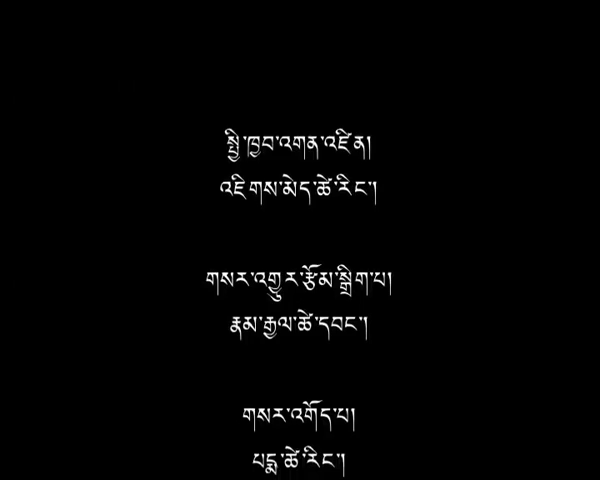 སྤྱི་ཁྱབ་འགན་འཛིན།
འཇིགས་མེད་ཚེ་རིང་།
གསར་འགྱུར་རྩོམ་སྒྲིག་པ།
རྣམ་རྒྱལ་ཚེ་དབང་།
གསར་འགོད་པ།
པདྨ་ཚེ་རིང་།